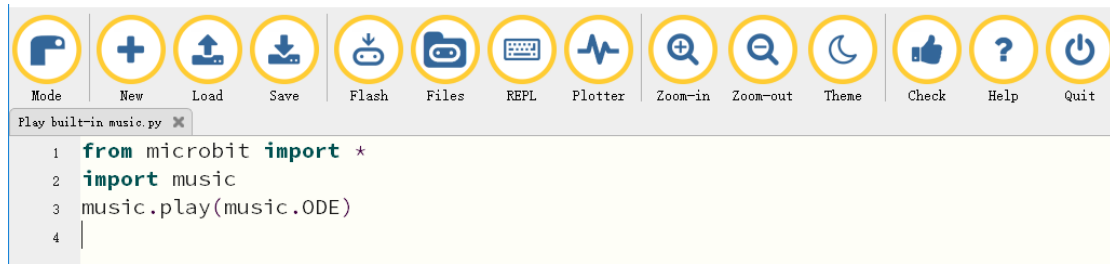 Mode New Load Save Flash Files REPL Plotter Zoom-in Zoom-out Theme Check Help Quit
Play built-in music.py
1 from microbit import *
2 import music
3 music.play(music.ODE)
4